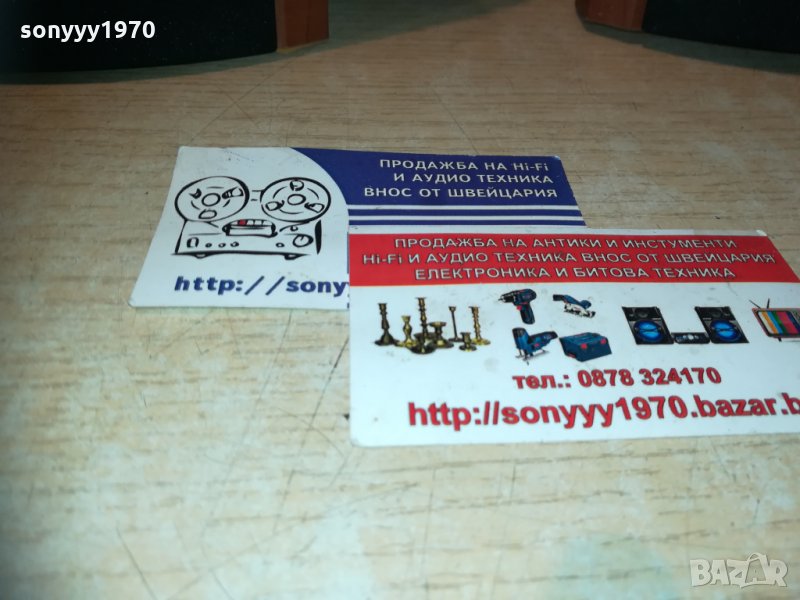 sonyyy1970
ПРОДАЖБА НА Hi-Fi
И АУДИО ТЕХНИКА
ВНОС ОТ ШВЕЙЦАРИЯ
http://sony
ПРОДАЖБА НА АНТИКИ И ИНСТУМЕНТИ
Hi-Fi И АУДИО ТЕХНИКА ВНОС ОТ ШВЕЙЦАРИЯ
ЕЛЕКТРОНИКА И БИТОВА ТЕХНИКА
тел.: 0878 324170
http://sonyyy1970.bazar.b
BAZAR